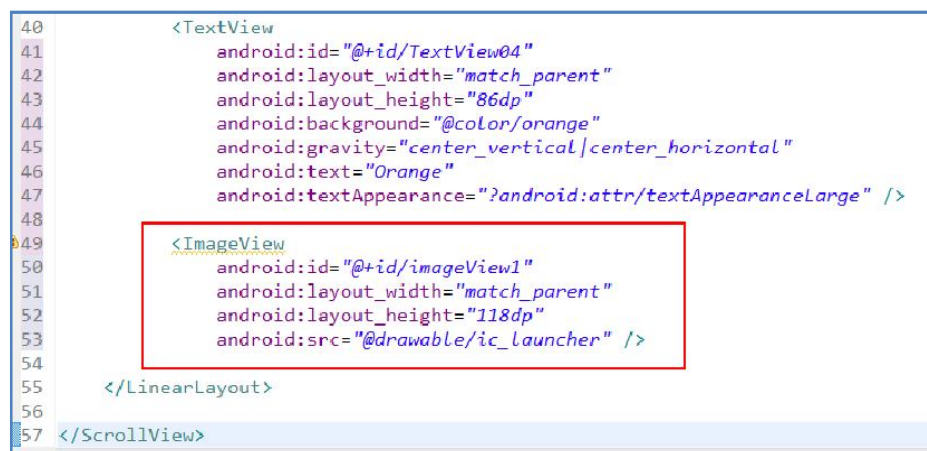 40 <TextView
41 android:id="@+id/TextView04"
42 android:layout_width="match_parent"
43 android:layout_height="86dp"
44 android:background="@color/orange"
45 android:gravity="center_vertical|center_horizontal"
46 android:text="Orange"
47 android:textAppearance="?android:attr/textAppearanceLarge" />
48
49 <ImageView
50 android:id="@+id/imageView1"
51 android:layout_width="match_parent"
52 android:layout_height="118dp"
53 android:src="@drawable/ic_launcher" />
54
55 </LinearLayout>
56
57 </ScrollView>